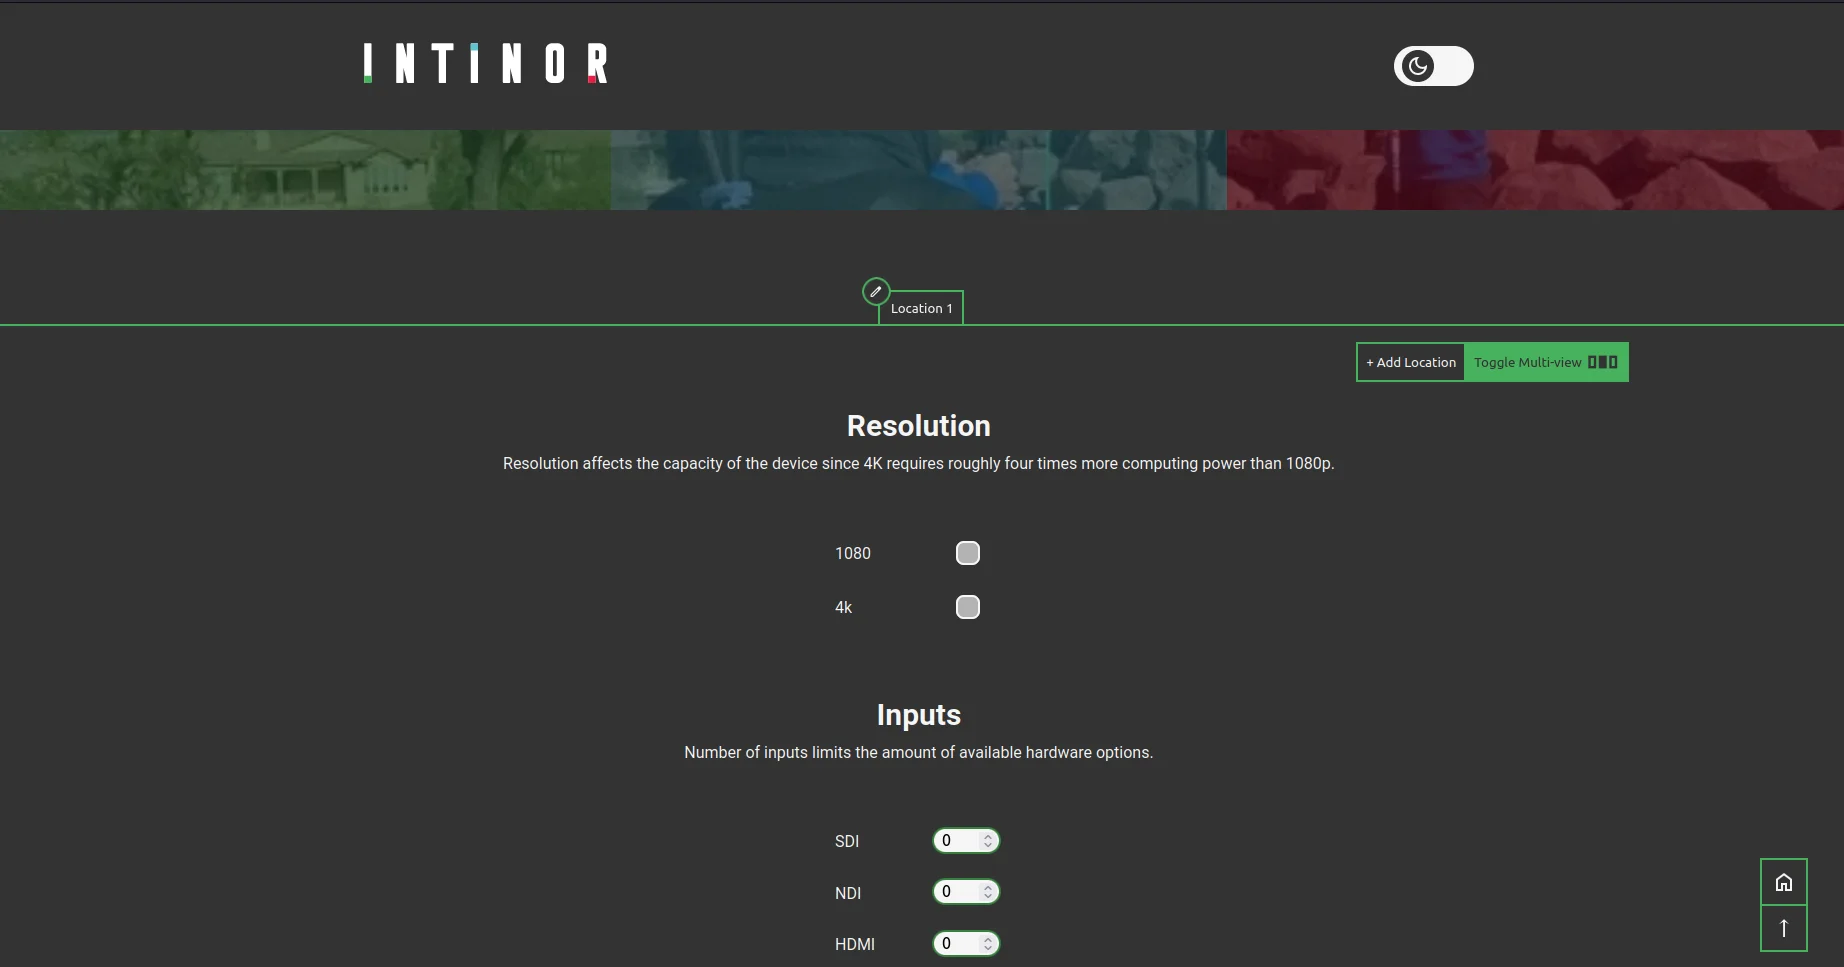 INTINOR
Location 1
+ Add Location
Toggle Multi-view
Resolution
Resolution affects the capacity of the device since 4K requires roughly four times more computing power than 1080p.
1080
4k
Inputs
Number of inputs limits the amount of available hardware options.
SDI 0
NDI 0
HDMI 0